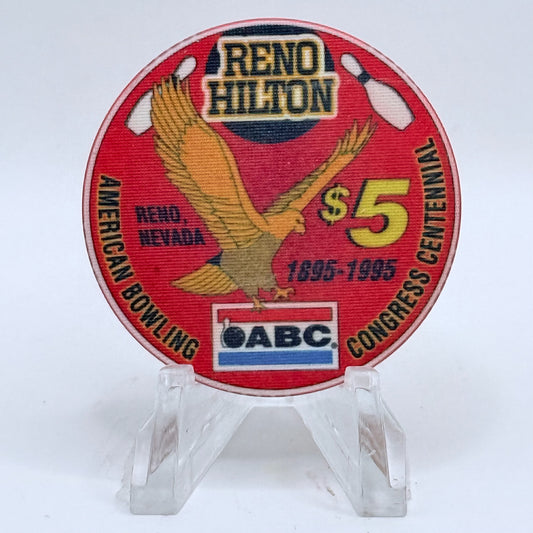 RENO
HILTON
RENO,
NEVADA
$5
1895-1995
AMERICAN BOWLING
CONGRESS CENTENNIAL
ABC®